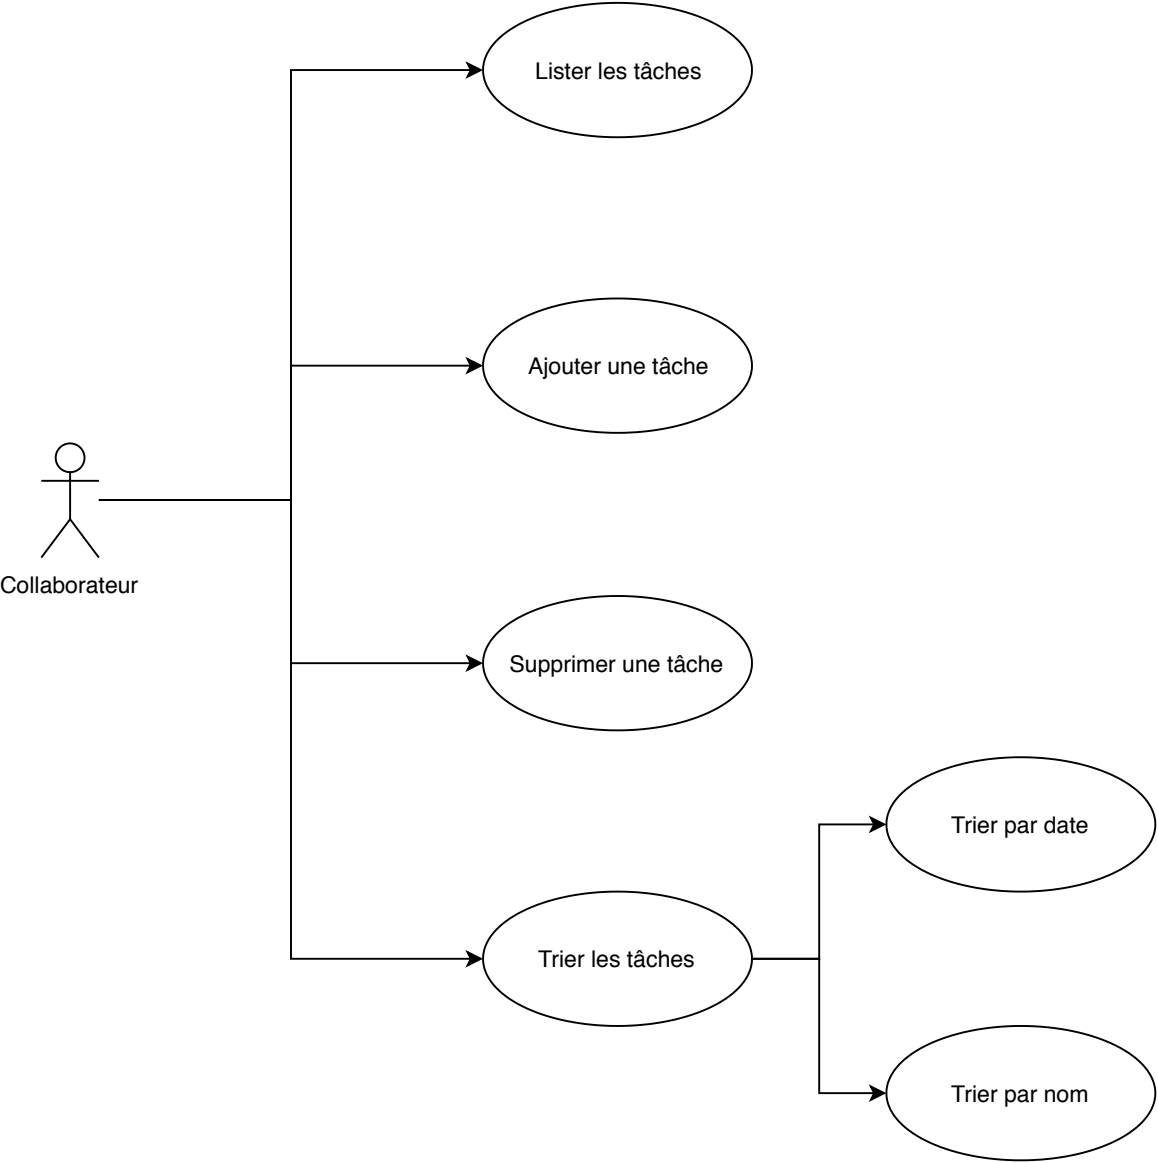 Lister les tâches
Ajouter une tâche
Collaborateur
Supprimer une tâche
Trier par date
Trier les tâches
Trier par nom